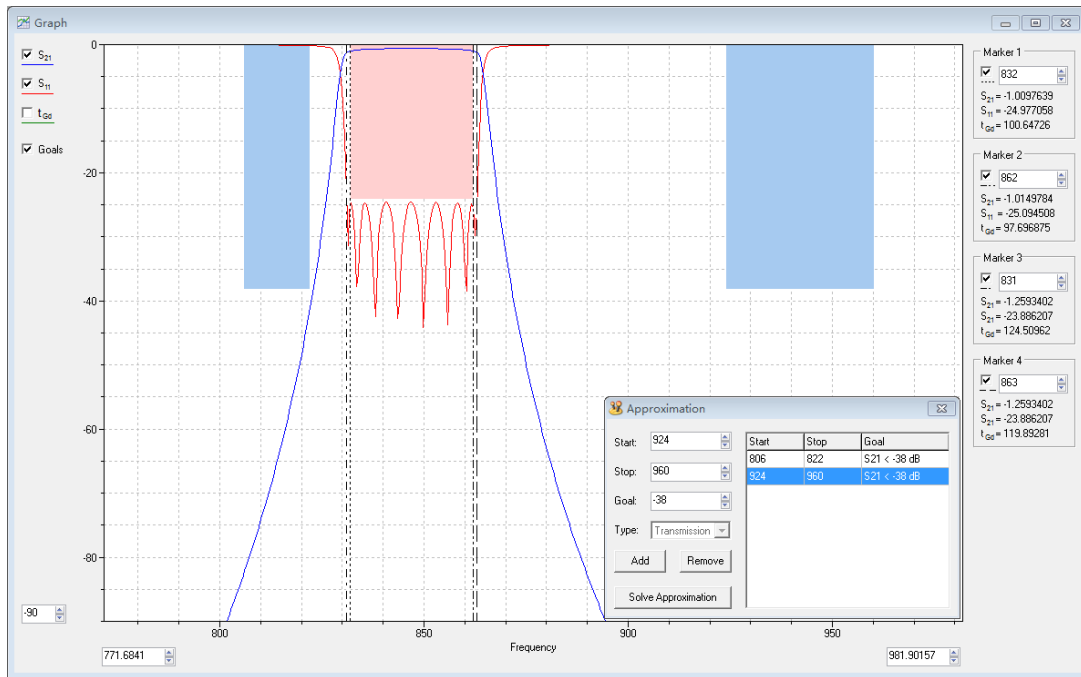 Graph
S21
S11
tGd
Goals
0
-20
-40
-60
-80
-90
800
850
900
950
Frequency
771.6841
981.90157
Marker 1
832
S21 = -1.0097639
S11 = -24.977058
tGd = 100.64726
Marker 2
862
S21 = -1.0149784
S11 = -25.094508
tGd = 97.696875
Marker 3
831
S21 = -1.2593402
S11 = -23.886207
tGd = 124.50962
Marker 4
863
S21 = -1.2593402
S11 = -23.886207
tGd = 119.89281
Approximation
Start: 924
Stop: 960
Goal: -38
Type: Transmission
Add Remove
Solve Approximation
Start Stop Goal
806 822 S21 < -38 dB
924 960 S21 < -38 dB